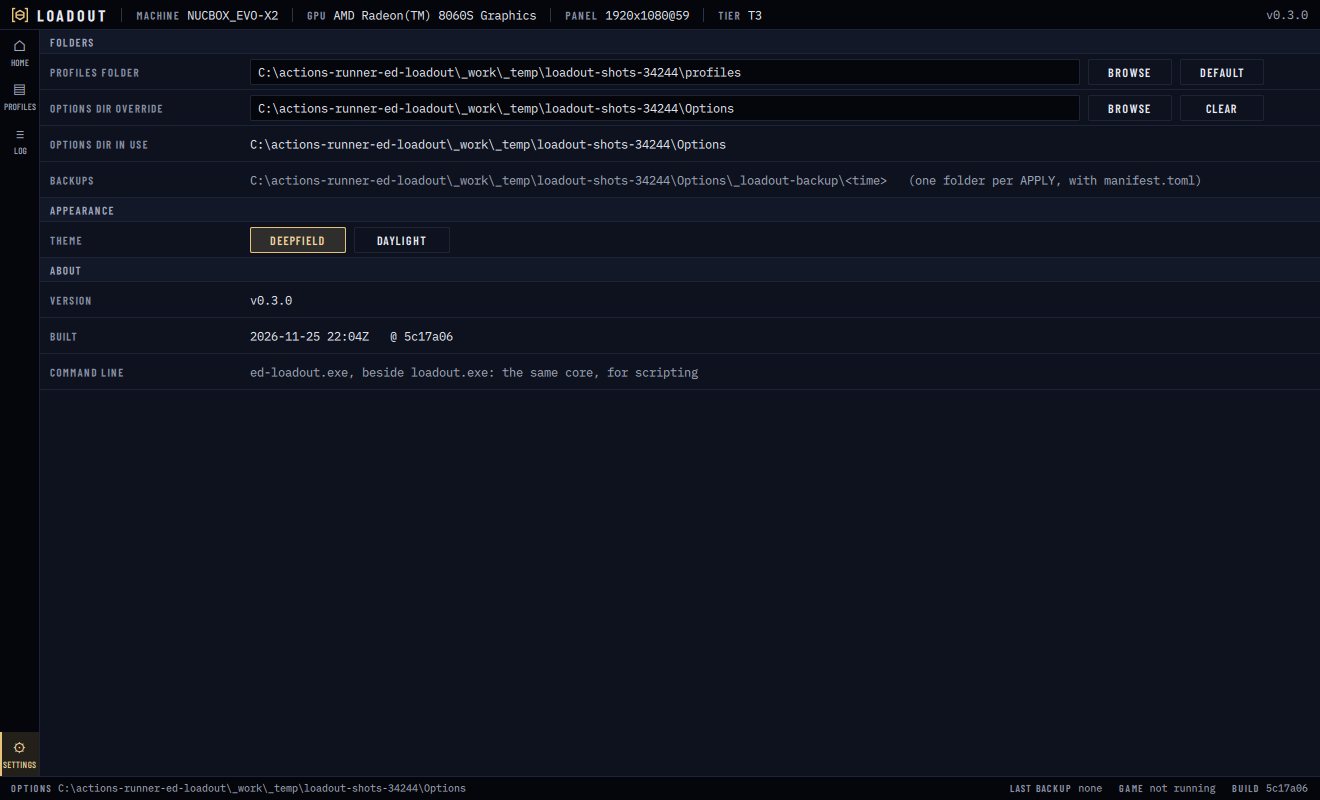 LOADOUT MACHINE NUCBOX_EVO-X2 GPU AMD Radeon(TM) 8060S Graphics PANEL 1920x1080@59 TIER T3 v0.3.0
HOME
PROFILES
LOG
FOLDERS
PROFILES FOLDER C:\actions-runner-ed-loadout\_work\_temp\loadout-shots-34244\profiles BROWSE DEFAULT
OPTIONS DIR OVERRIDE C:\actions-runner-ed-loadout\_work\_temp\loadout-shots-34244\Options BROWSE CLEAR
OPTIONS DIR IN USE C:\actions-runner-ed-loadout\_work\_temp\loadout-shots-34244\Options
BACKUPS C:\actions-runner-ed-loadout\_work\_temp\loadout-shots-34244\Options\_loadout-backup\<time> (one folder per APPLY, with manifest.toml)
APPEARANCE
THEME DEEPFIELD DAYLIGHT
ABOUT
VERSION v0.3.0
BUILT 2026-11-25 22:04Z @ 5c17a06
COMMAND LINE ed-loadout.exe, beside loadout.exe: the same core, for scripting
SETTINGS
OPTIONS C:\actions-runner-ed-loadout\_work\_temp\loadout-shots-34244\Options LAST BACKUP none GAME not running BUILD 5c17a06